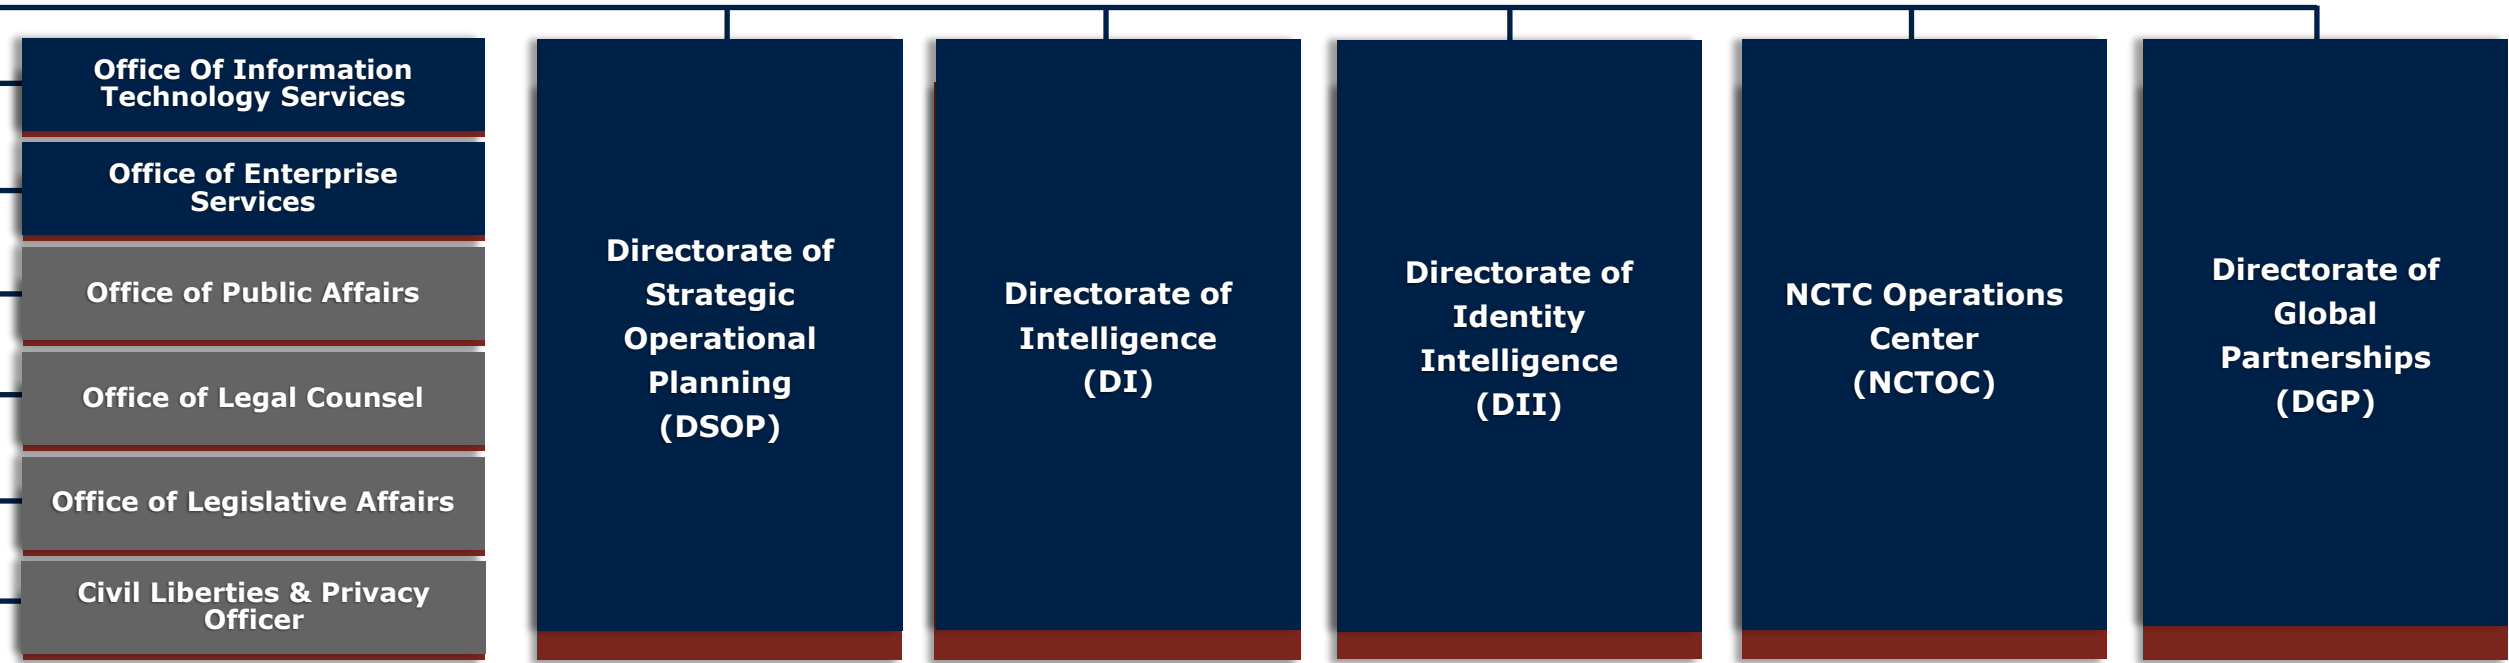 Office Of Information
Technology Services
Office of Enterprise
Services
Office of Public Affairs
Office of Legal Counsel
Office of Legislative Affairs
Civil Liberties & Privacy
Officer
Directorate of
Strategic
Operational
Planning
(DSOP)
Directorate of
Intelligence
(DI)
Directorate of
Identity
Intelligence
(DII)
NCTC Operations
Center
(NCTOC)
Directorate of
Global
Partnerships
(DGP)